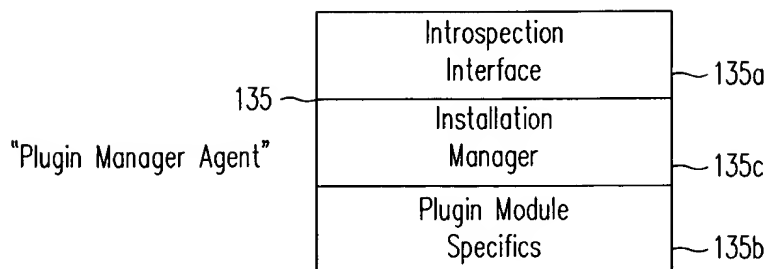 Introspection
Interface
135a
135
Installation
Manager
"Plugin Manager Agent"
135c
Plugin Module
Specifics
135b